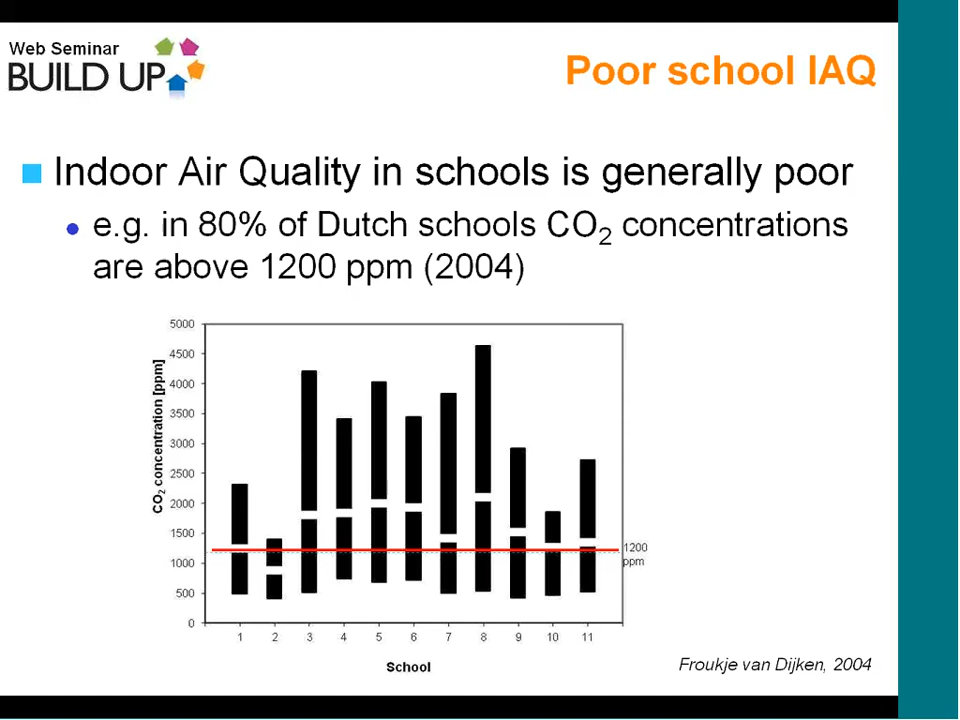 Web Seminar
BUILD UP
Poor school IAQ
Indoor Air Quality in schools is generally poor
e.g. in 80% of Dutch schools CO₂ concentrations
are above 1200 ppm (2004)
CO₂ concentration [ppm]
5000
4500
4000
3500
3000
2500
2000
1500
1000
500
0
1200
ppm
1 2 3 4 5 6 7 8 9 10 11
School
Froukje van Dijken, 2004